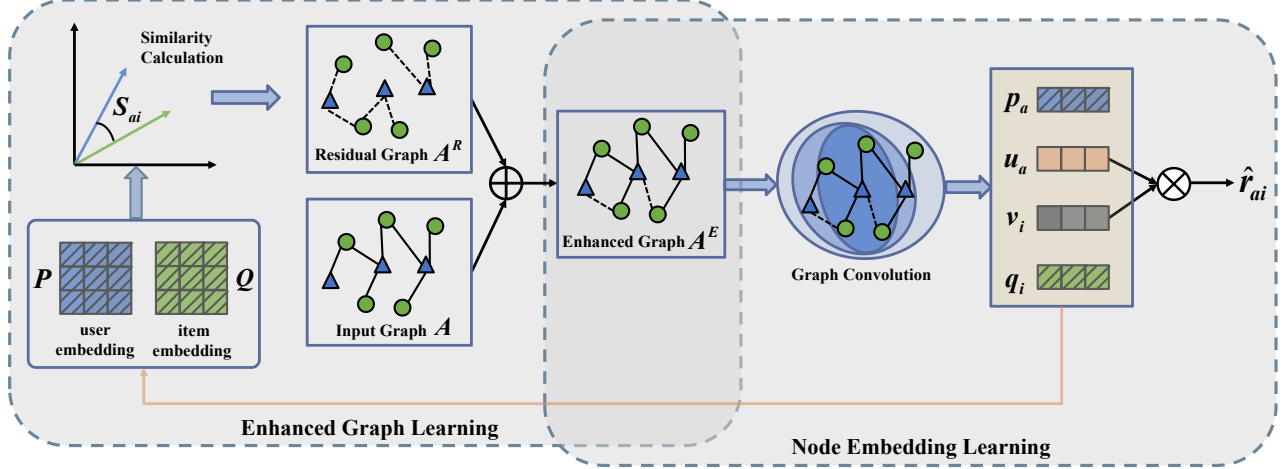 Similarity
Calculation
S_ai
P
Q
user
embedding
item
embedding
Residual Graph A^R
Input Graph A
Enhanced Graph A^E
Graph Convolution
p_a
u_a
v_i
q_i
r̂_ai
Enhanced Graph Learning
Node Embedding Learning